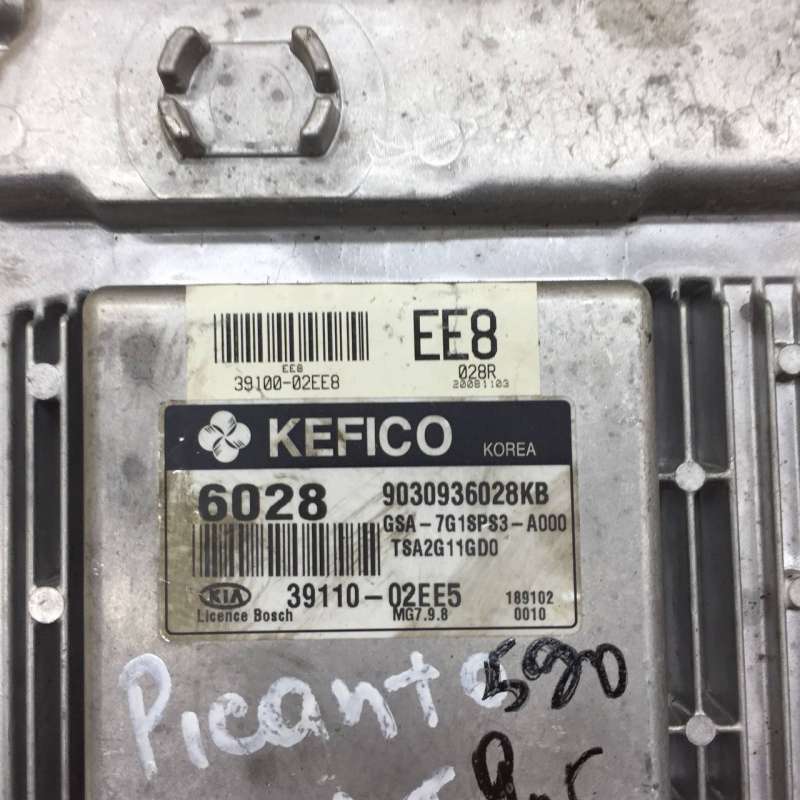 EE8
EE8
39100-02EE8
028R
20081103
KEFICO KOREA
6028
9030936028KB
GSA-7G1SPS3-A000
TSA2G11GD0
KIA
39110-02EE5
189102
Licence Bosch
MG7.9.8
0010
Picanto
590